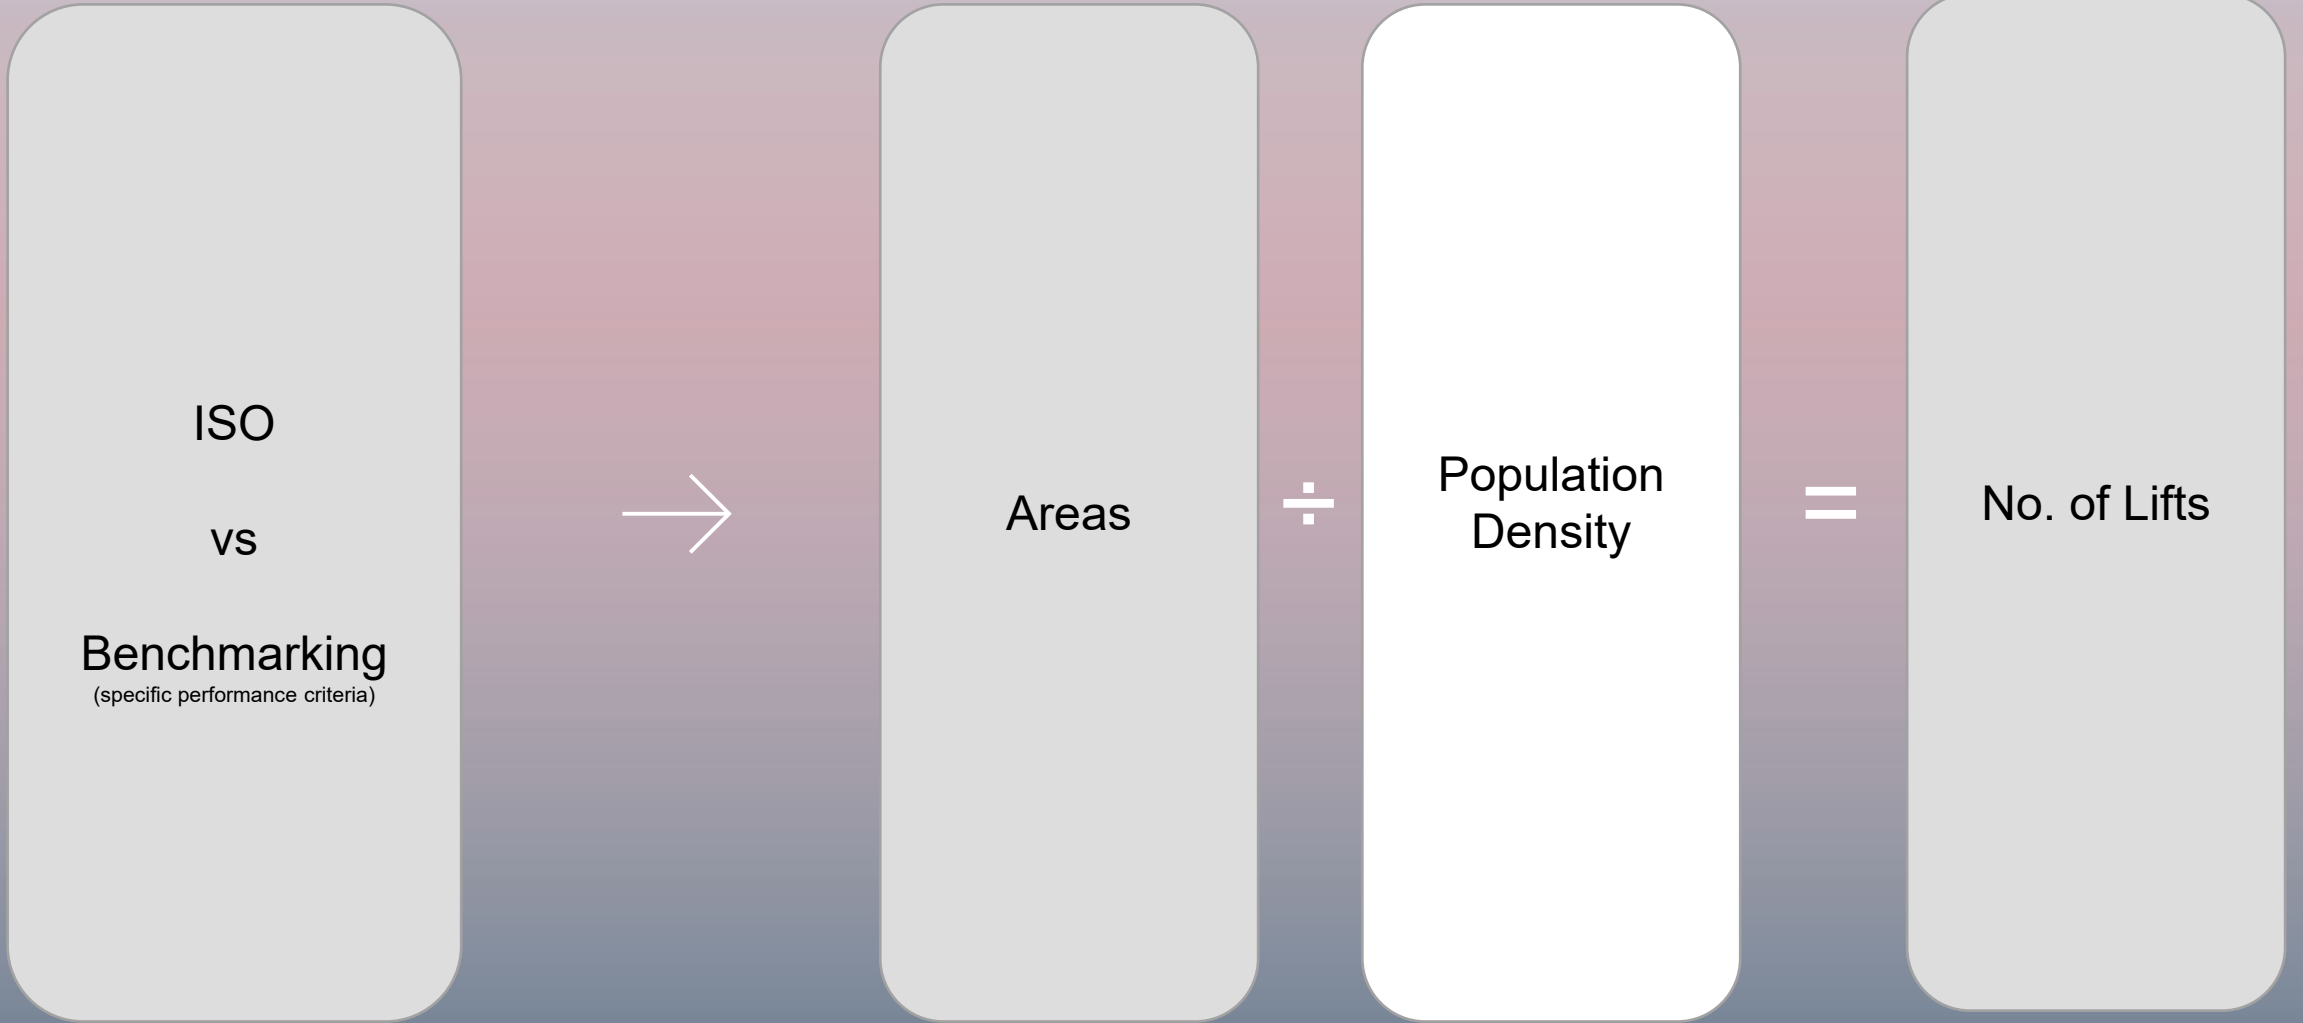 ISO
vs
Benchmarking
(specific performance criteria)
Areas
÷
Population
Density
=
No. of Lifts